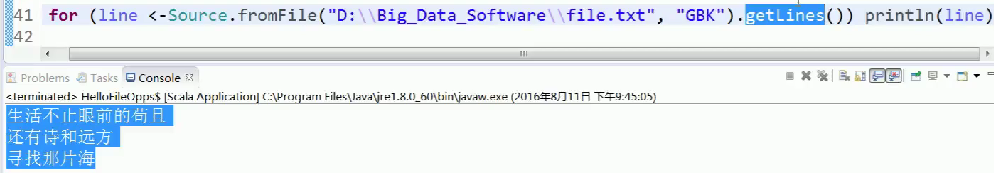 41 for (line <-Source.fromFile("D:\\Big_Data_Software\\file.txt", "GBK").getLines()) println(line)
42
Problems Tasks Console
<terminated> HelloFileOpps$ [Scala Application] C:\Program Files\Java\jre1.8.0_60\bin\javaw.exe (2016年8月11日 下午9:45:05)
生活不止眼前的苟且
还有诗和远方
寻找那片海